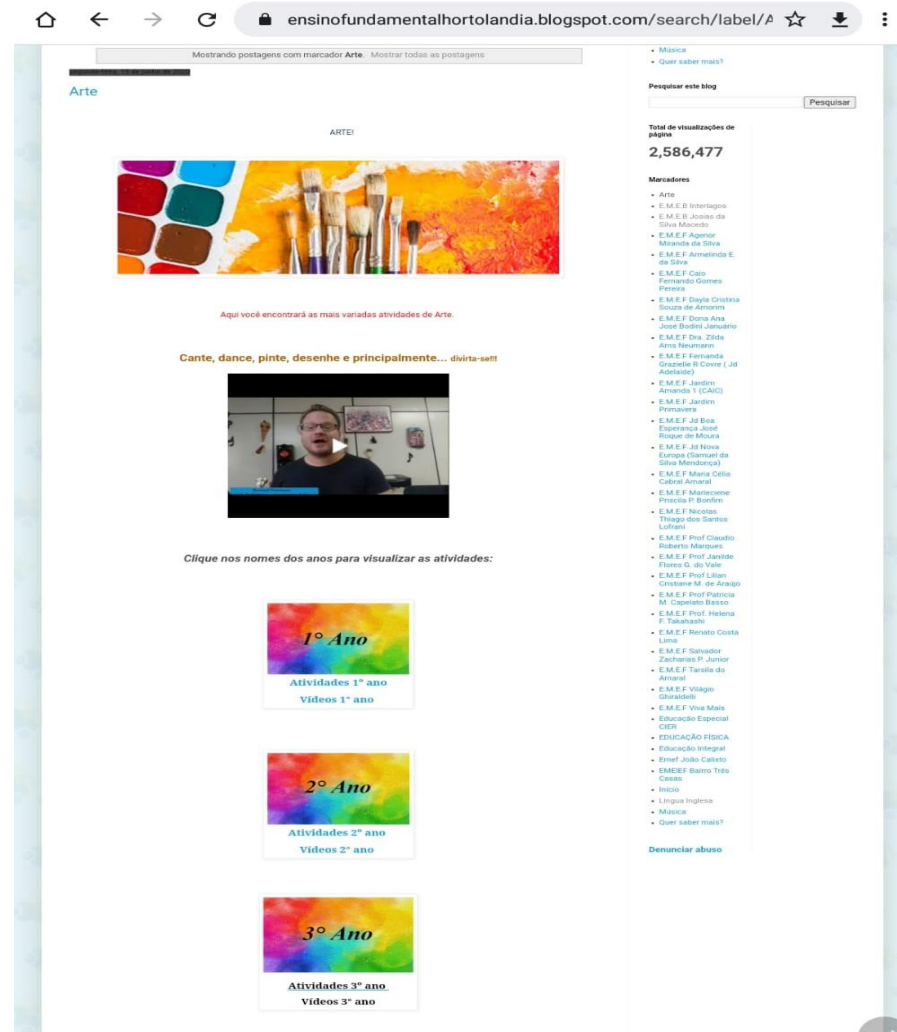 ensinofundamentalhortolandia.blogspot.com/search/label/A
Mostrando postagens com marcador Arte. Mostrar todas as postagens
Arte
ARTE!
Aqui você encontrará as mais variadas atividades de Arte.
Cante, dance, pinte, desenhe e principalmente... divirta-se!!!
Clique nos nomes dos anos para visualizar as atividades:
1° Ano
Atividades 1º ano
Vídeos 1° ano
2° Ano
Atividades 2º ano
Vídeos 2° ano
3° Ano
Atividades 3º ano
Vídeos 3° ano
Música
Quer saber mais?
Pesquisar este blog
Pesquisar
Total de visualizações de
página
2,586,477
Marcadores
Arte
E.M.E.B Interlagos
E.M.E.B Josias da
Silva Macedo
E.M.E.F Agenor
Miranda da Silva
E.M.E.F Armelinda E.
da Silva
E.M.E.F Caio
Fernando Gomes
Pereira
E.M.E.F Dayla Cristina
Souza de Amorim
E.M.E.F Dona Ana
José Bodini Januário
E.M.E.F Dra. Zilda
Arns Neumann
E.M.E.F Fernanda
Grazielle R Covre ( Jd
Adelaide)
E.M.E.F Jardim
Amanda 1 (CAIC)
E.M.E.F Jardim
Primavera
E.M.E.F Jd Boa
Esperança José
Roque de Moura
E.M.E.F Jd Nova
Europa (Samuel da
Silva Mendonça)
E.M.E.F Maria Célia
Cabral Amaral
E.M.E.F Marleciene
Priscila P. Bonfim
E.M.E.F Nicolas
Thiago dos Santos
Lofrani
E.M.E.F Prof Claudio
Roberto Marques
E.M.E.F Prof Janilde
Flores G. do Vale
E.M.E.F Prof Lilian
Cristiane M. de Araújo
E.M.E.F Prof Patricia
M. Capelato Basso
E.M.E.F Prof. Helena
F. Takahashi
E.M.E.F Renato Costa
Lima
E.M.E.F Salvador
Zacharias P. Junior
E.M.E.F Tarsila do
Amaral
E.M.E.F Villágio
Ghiraldelli
E.M.E.F Viva Mais
Educação Especial
CIER
EDUCAÇÃO FÍSICA
Educação Integral
Emef João Calixto
EMEIEF Bairro Três
Casas
Início
Língua Inglesa
Música
Quer saber mais?
Denunciar abuso